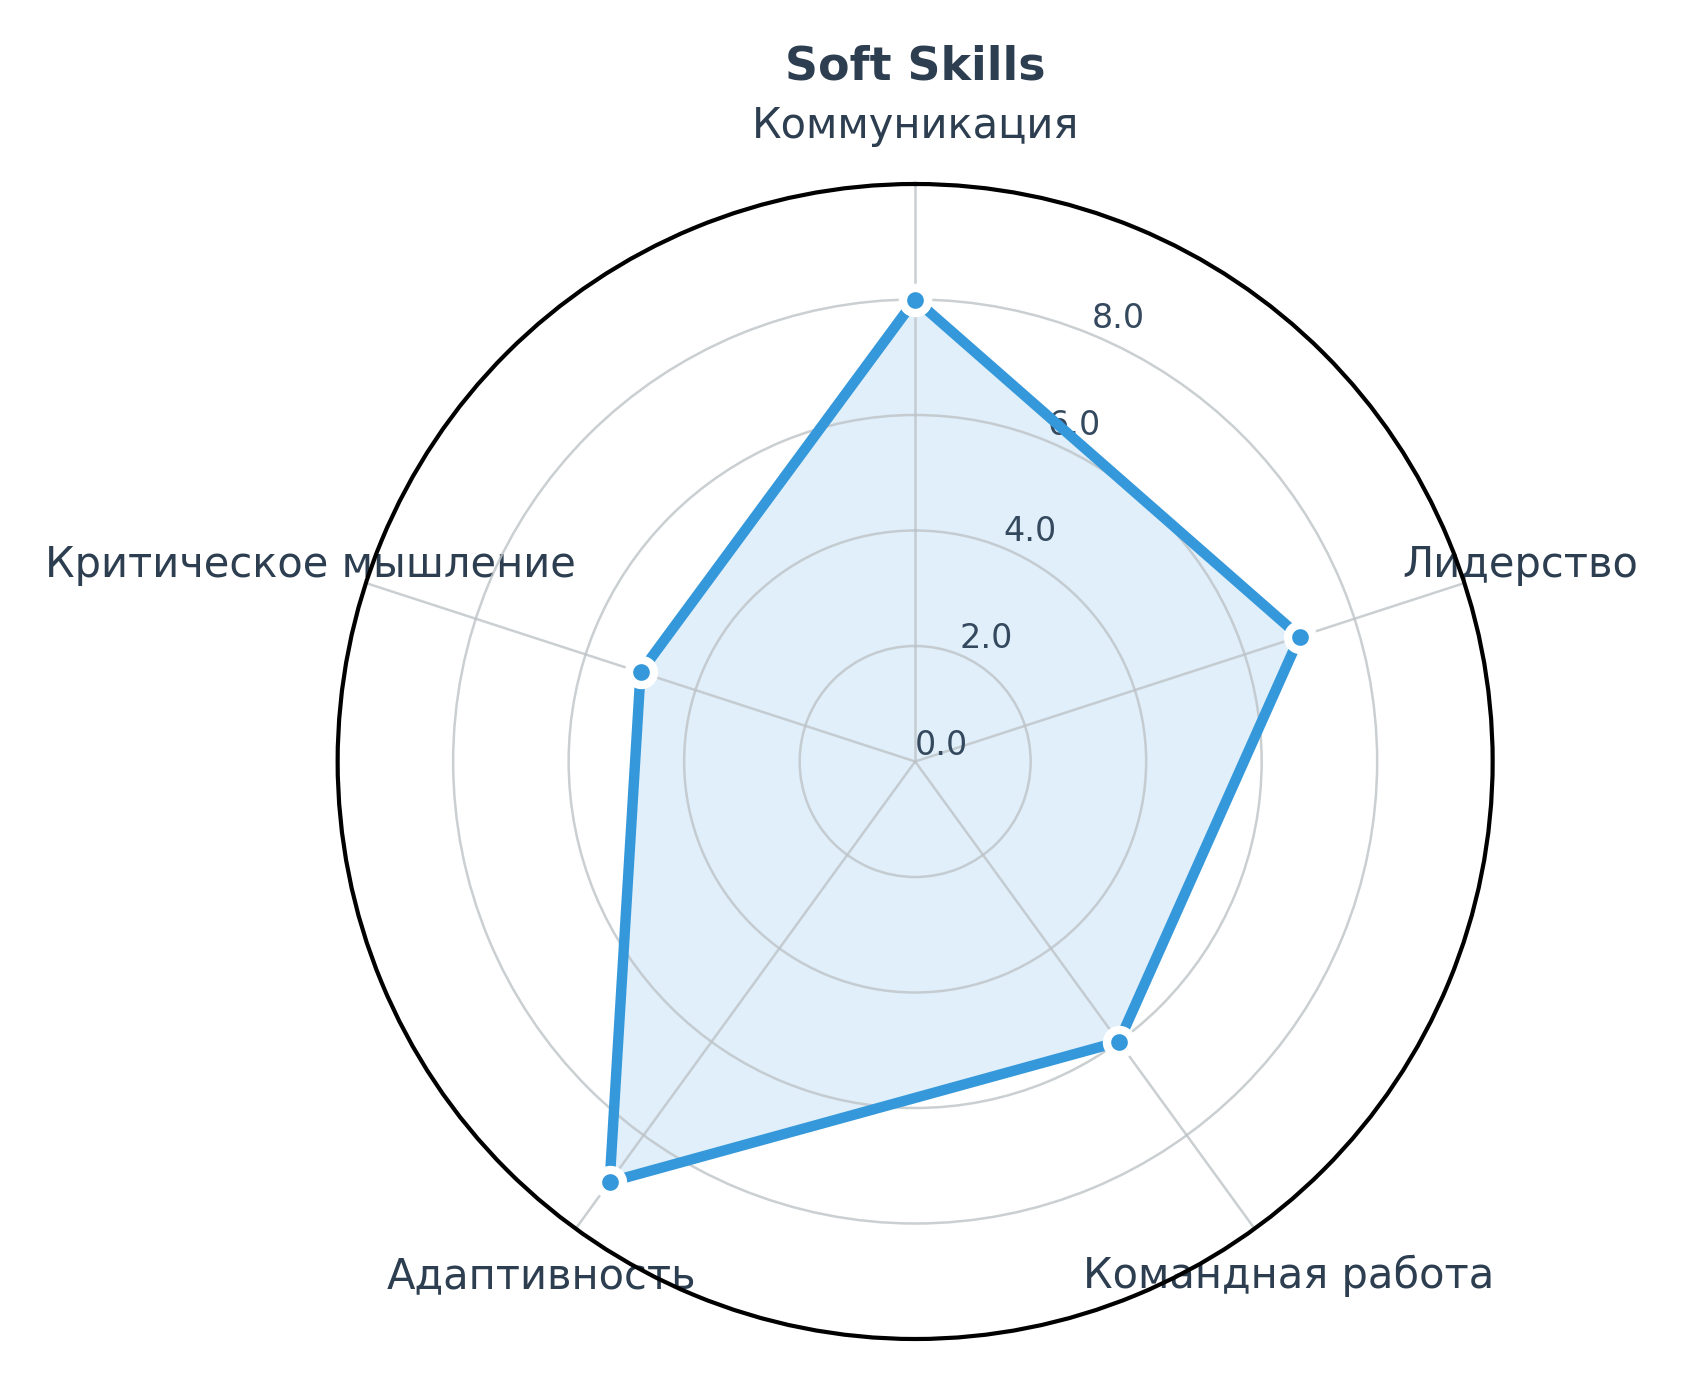 Soft Skills
Коммуникация
8.0
6.0
4.0
Критическое мышление
Лидерство
2.0
0.0
Адаптивность
Командная работа